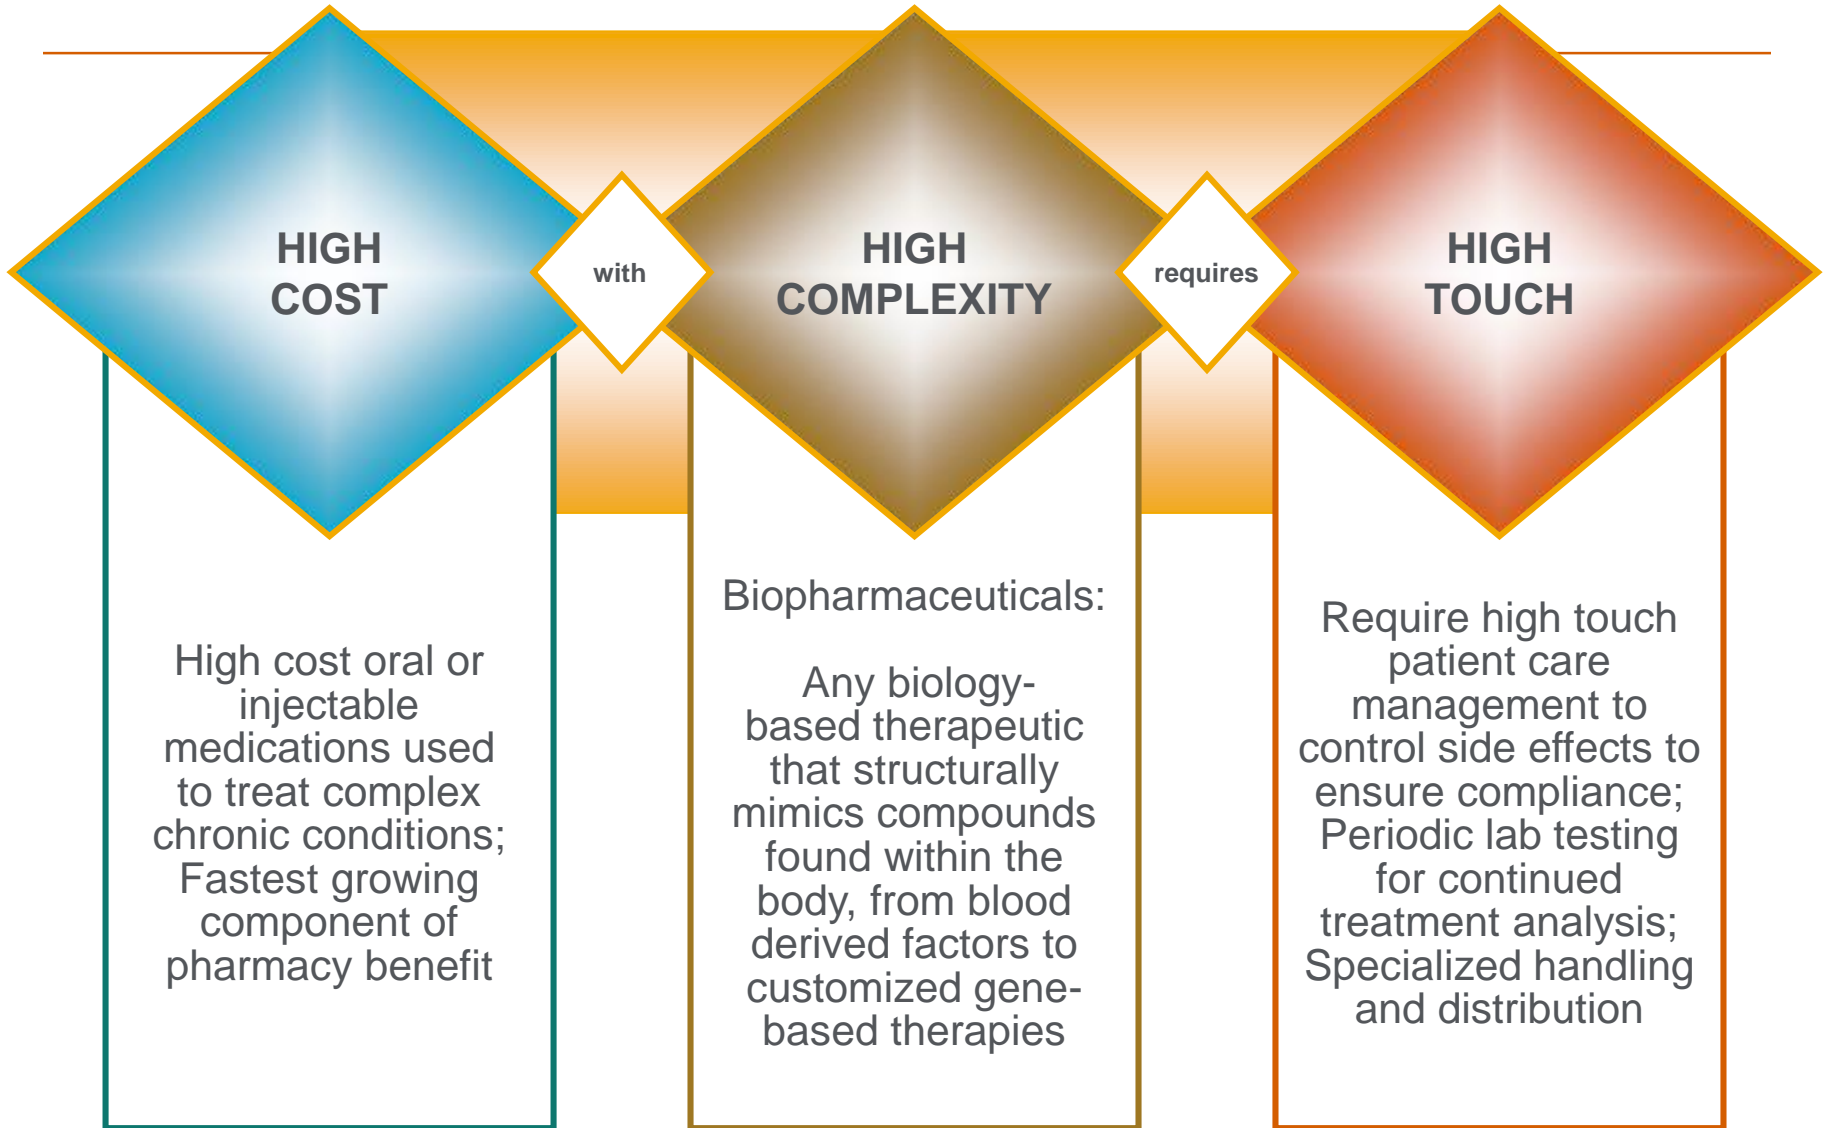 HIGH
COST
with
HIGH
COMPLEXITY
requires
HIGH
TOUCH
High cost oral or
injectable
medications used
to treat complex
chronic conditions;
Fastest growing
component of
pharmacy benefit
Biopharmaceuticals:
Any biology-
based therapeutic
that structurally
mimics compounds
found within the
body, from blood
derived factors to
customized gene-
based therapies
Require high touch
patient care
management to
control side effects to
ensure compliance;
Periodic lab testing
for continued
treatment analysis;
Specialized handling
and distribution